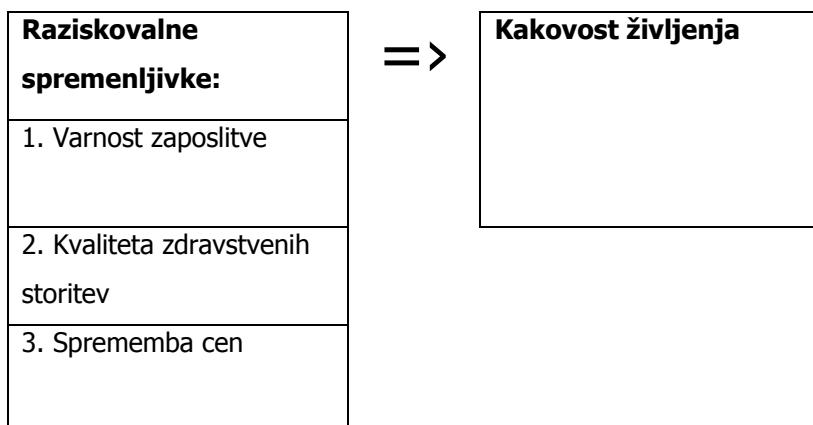 Raziskovalne
spremenljivke:
1. Varnost zaposlitve
2. Kvaliteta zdravstvenih
storitev
3. Sprememba cen
=>
Kakovost življenja